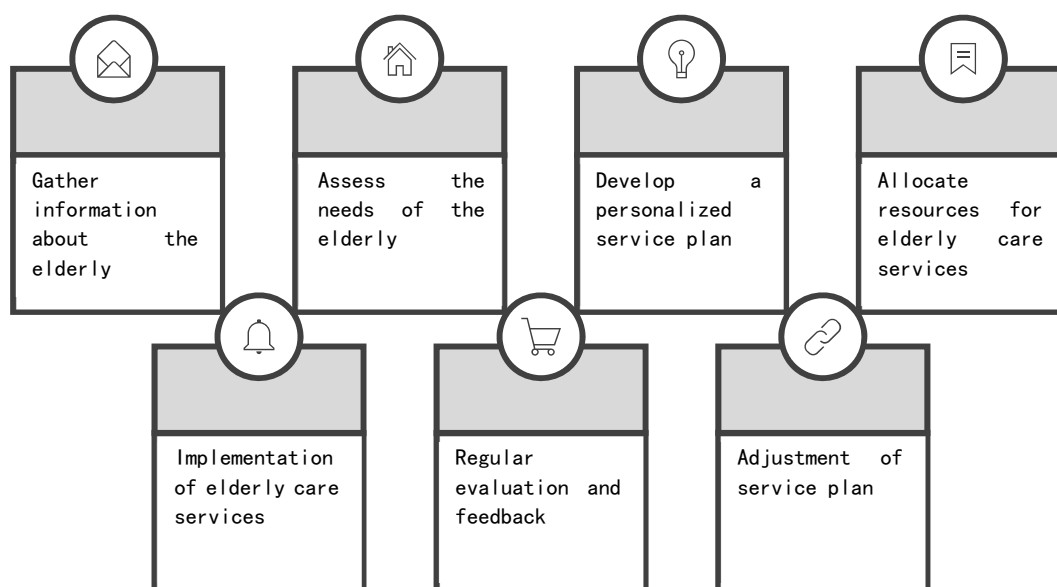 Gather
information
about the
elderly
Assess the
needs of the
elderly
Develop a
personalized
service plan
Allocate
resources for
elderly care
services
Implementation
of elderly care
services
Regular
evaluation and
feedback
Adjustment of
service plan